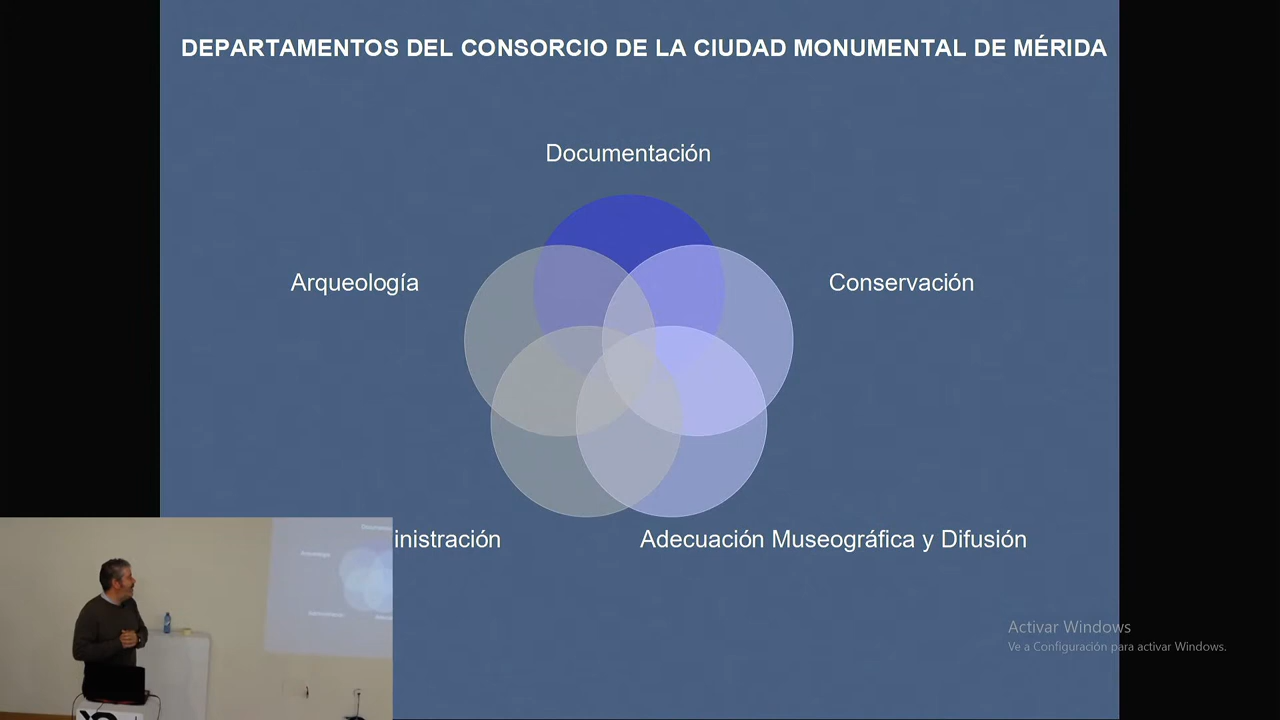 DEPARTAMENTOS DEL CONSORCIO DE LA CIUDAD MONUMENTAL DE MÉRIDA
Documentación
Arqueología
Conservación
inistración
Adecuación Museográfica y Difusión
Activar Windows
Ve a Configuración para activar Windows.